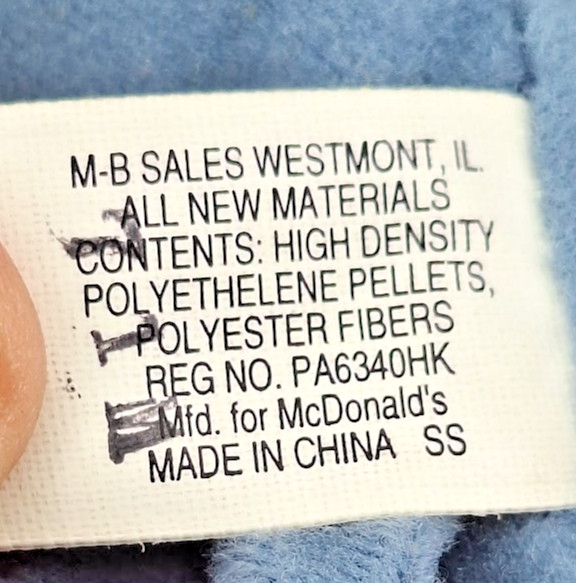 M-B SALES WESTMONT, IL.
ALL NEW MATERIALS
CONTENTS: HIGH DENSITY
POLYETHELENE PELLETS,
POLYESTER FIBERS
REG NO. PA6340HK
Mfd. for McDonald's
MADE IN CHINA SS